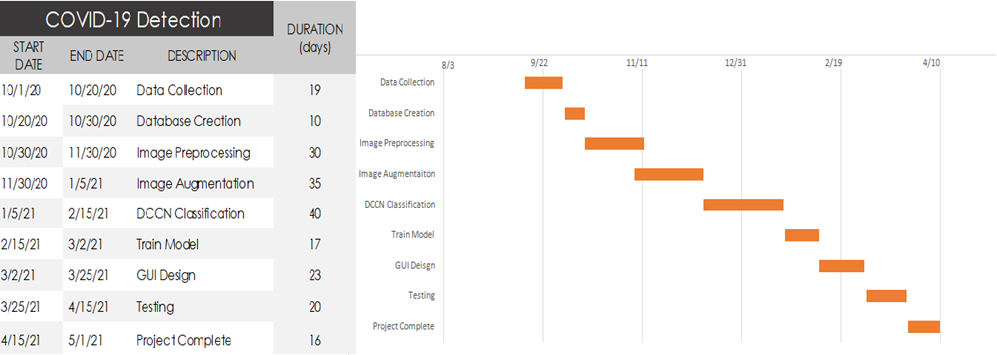 COVID-19 Detection
DURATION
(days)
START
DATE
END DATE
DESCRIPTION
10/1/20 10/20/20 Data Collection 19
10/20/20 10/30/20 Database Creation 10
10/30/20 11/30/20 Image Preprocessing 30
11/30/20 1/5/21 Image Augmentation 35
1/5/21 2/15/21 DCCN Classification 40
2/15/21 3/2/21 Train Model 17
3/2/21 3/25/21 GUI Design 23
3/25/21 4/15/21 Testing 20
4/15/21 5/1/21 Project Complete 16
8/3 9/22 11/11 12/31 2/19 4/10
Data Collection
Database Creation
Image Preprocessing
Image Augmentaiton
DCCN Classification
Train Model
GUI Deisgn
Testing
Project Complete